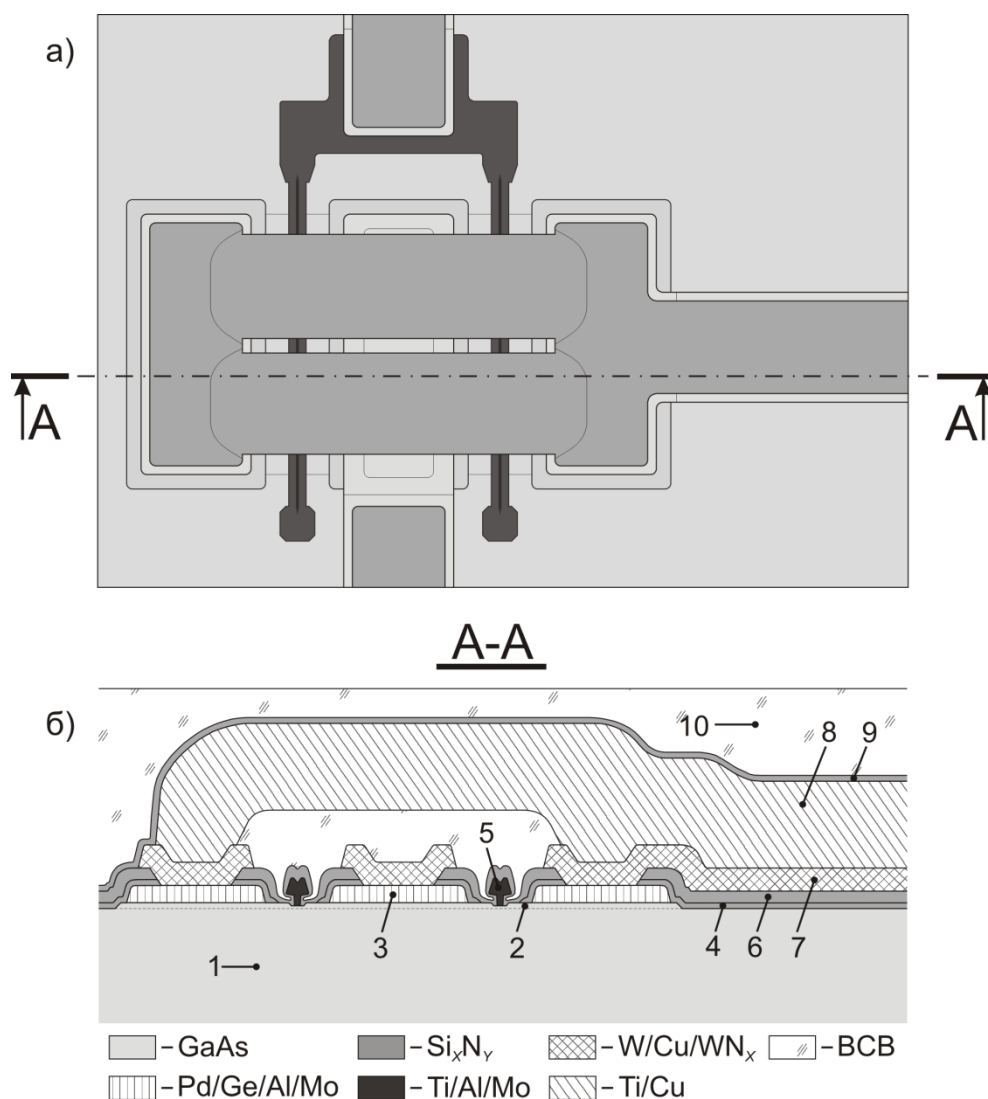 а)
A A
A-A
б)
10 8 9
5
1 3 2 4 6 7
– GaAs – SiXNY – W/Cu/WNX – BCB
– Pd/Ge/Al/Mo – Ti/Al/Mo – Ti/Cu